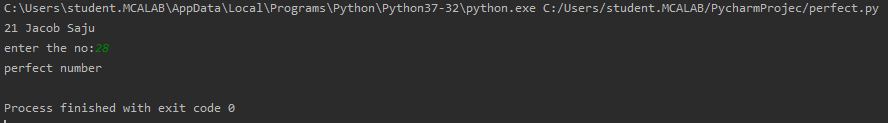 C:\Users\student.MCALAB\AppData\Local\Programs\Python\Python37-32\python.exe C:/Users/student.MCALAB/PycharmProjec/perfect.py
21 Jacob Saju
enter the no:28
perfect number
Process finished with exit code 0